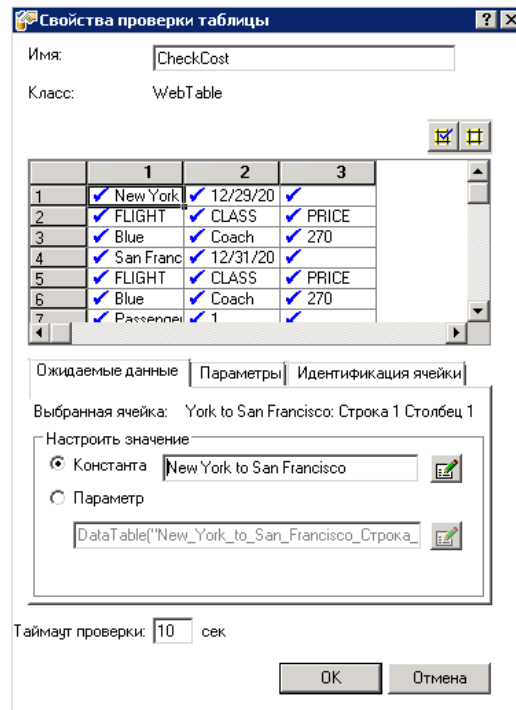 Свойства проверки таблицы
Имя: CheckCost
Класс: WebTable
1 2 3
1 New York 12/29/20
2 FLIGHT CLASS PRICE
3 Blue Coach 270
4 San Franc 12/31/20
5 FLIGHT CLASS PRICE
6 Blue Coach 270
7 Passenger 1
Ожидаемые данные Параметры Идентификация ячейки
Выбранная ячейка: York to San Francisco: Строка 1 Столбец 1
Настроить значение
Константа New York to San Francisco
Параметр
DataTable("New_York_to_San_Francisco_Строка_
Таймаут проверки: 10 сек
OK Отмена